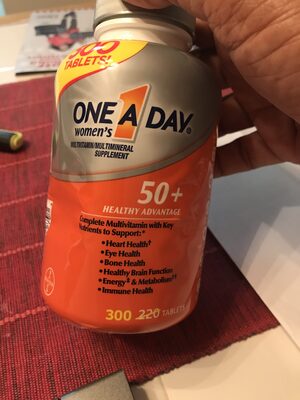 TABLETS!
ONE A DAY®
women's
MULTIVITAMIN/MULTIMINERAL
SUPPLEMENT
50+
HEALTHY ADVANTAGE
Complete Multivitamin with Key
Nutrients to Support:*
•Heart Health†
•Eye Health
•Bone Health
•Healthy Brain Function
•Energy§ & Metabolism††
•Immune Health
300 220 TABLETS